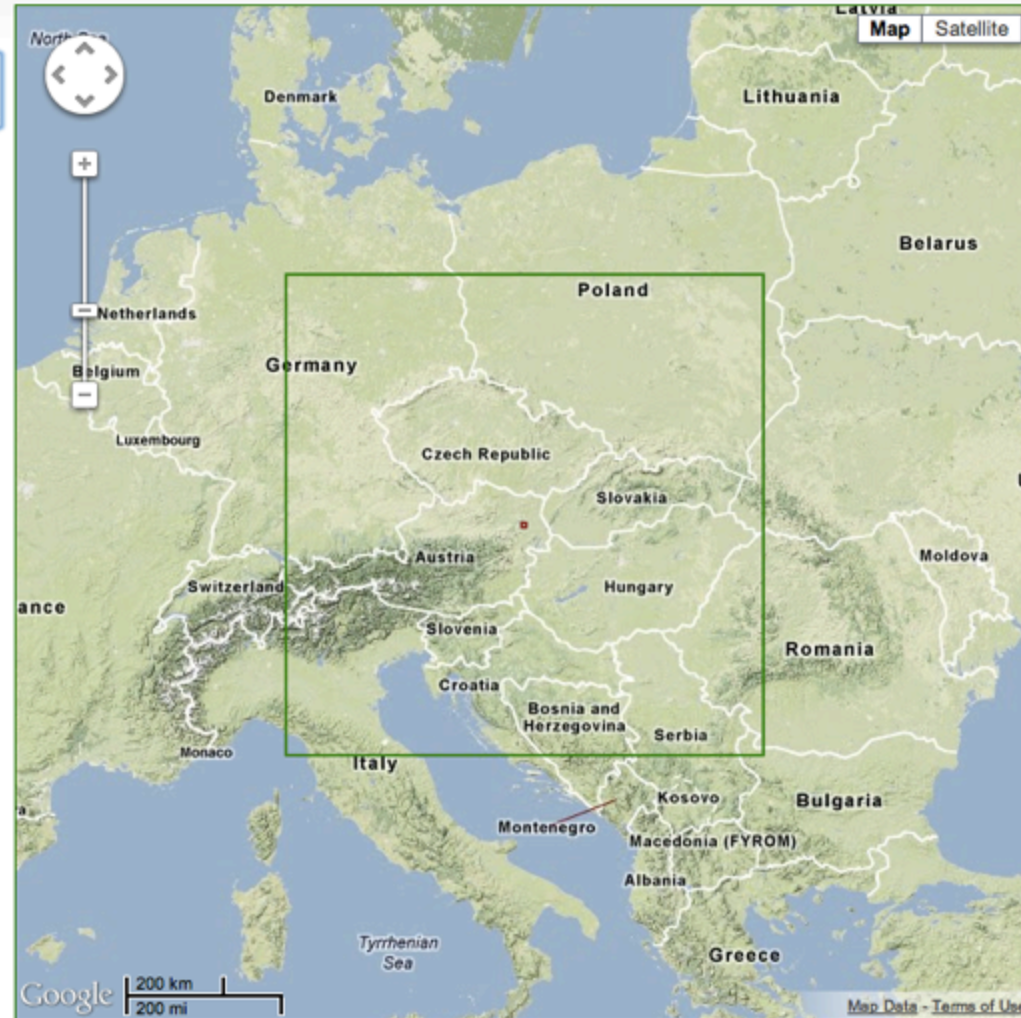 Latvia
North Sea
Map
Satellite
Denmark
Lithuania
Belarus
Poland
Netherlands
Germany
Belgium
Luxembourg
Czech Republic
Slovakia
Austria
Moldova
Switzerland
Hungary
ance
Slovenia
Romania
Croatia
Bosnia and
Herzegovina
Serbia
Monaco
Italy
Kosovo
Bulgaria
Montenegro
Macedonia (FYROM)
Albania
Tyrrhenian
Sea
Greece
Google
200 km
200 mi
Map Data - Terms of Use